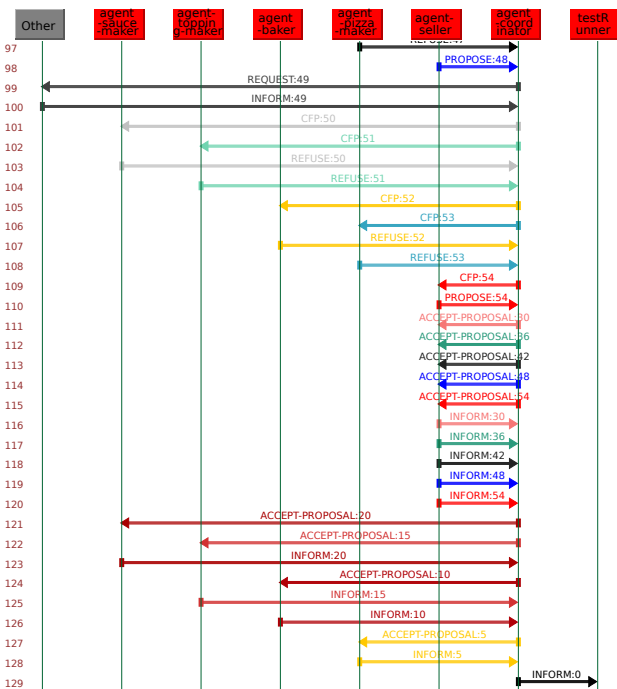 Other
agent
-sauce
-maker
agent-
toppin
g-maker
agent
-baker
agent
-pizza
-maker
agent-
seller
agent
-coord
inator
testR
unner
97
98 PROPOSE:48
99 REQUEST:49
100 INFORM:49
101 CFP:50
102 CFP:51
103 REFUSE:50
104 REFUSE:51
105 CFP:52
106 CFP:53
107 REFUSE:52
108 REFUSE:53
109 CFP:54
110 PROPOSE:54
111 ACCEPT-PROPOSAL:30
112 ACCEPT-PROPOSAL:36
113 ACCEPT-PROPOSAL:42
114 ACCEPT-PROPOSAL:48
115 ACCEPT-PROPOSAL:54
116 INFORM:30
117 INFORM:36
118 INFORM:42
119 INFORM:48
120 INFORM:54
121 ACCEPT-PROPOSAL:20
122 ACCEPT-PROPOSAL:15
123 INFORM:20
124 ACCEPT-PROPOSAL:10
125 INFORM:15
126 INFORM:10
127 ACCEPT-PROPOSAL:5
128 INFORM:5
129 INFORM:0